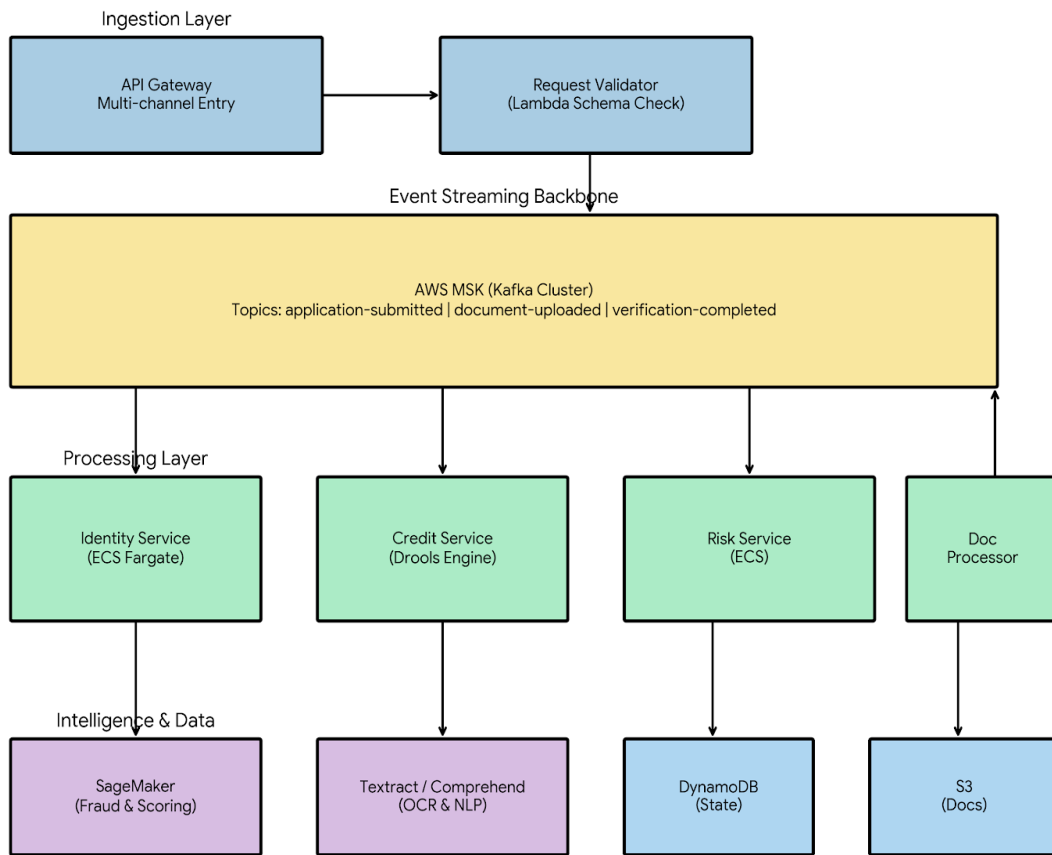 Ingestion Layer
API Gateway
Multi-channel Entry
Request Validator
(Lambda Schema Check)
Event Streaming Backbone
AWS MSK (Kafka Cluster)
Topics: application-submitted | document-uploaded | verification-completed
Processing Layer
Identity Service
(ECS Fargate)
Credit Service
(Drools Engine)
Risk Service
(ECS)
Doc
Processor
Intelligence & Data
SageMaker
(Fraud & Scoring)
Textract / Comprehend
(OCR & NLP)
DynamoDB
(State)
S3
(Docs)